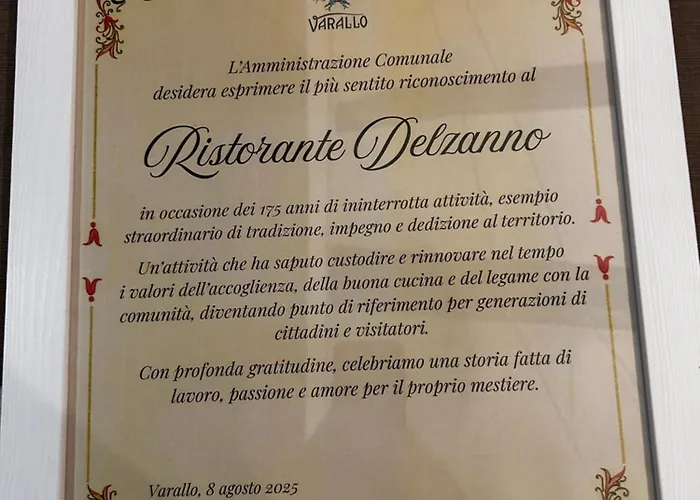 VARALLO
L'Amministrazione Comunale
desidera esprimere il più sentito riconoscimento al
Ristorante Delzanno
in occasione dei 175 anni di ininterrotta attività, esempio
straordinario di tradizione, impegno e dedizione al territorio.
Un'attività che ha saputo custodire e rinnovare nel tempo
i valori dell'accoglienza, della buona cucina e del legame con la
comunità, diventando punto di riferimento per generazioni di
cittadini e visitatori.
Con profonda gratitudine, celebriamo una storia fatta di
lavoro, passione e amore per il proprio mestiere.
Varallo, 8 agosto 2025